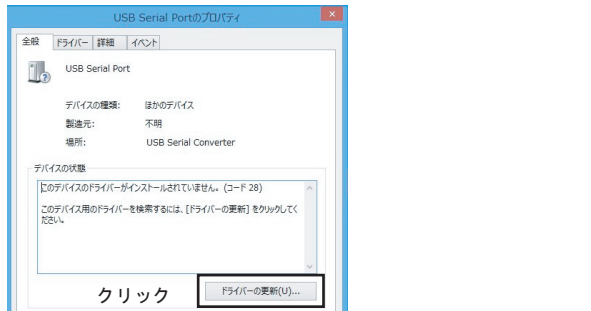 USB Serial Portのプロパティ
全般 ドライバー 詳細 イベント
USB Serial Port
デバイスの種類: ほかのデバイス
製造元: 不明
場所: USB Serial Converter
デバイスの状態
このデバイスのドライバーがインストールされていません。 (コード 28)
このデバイス用のドライバーを検索するには、[ドライバーの更新] をクリックしてく
ださい。
クリック ドライバーの更新(U)...